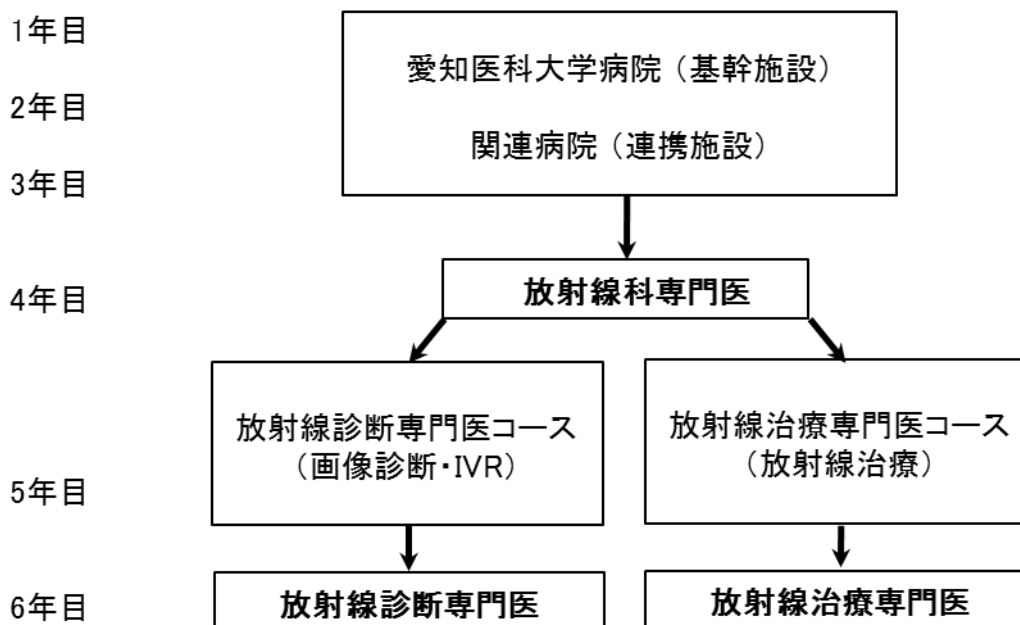 1年目
愛知医科大学病院（基幹施設）
2年目
関連病院（連携施設）
3年目
4年目
放射線科専門医
放射線診断専門医コース
（画像診断・IVR）
放射線治療専門医コース
（放射線治療）
5年目
6年目
放射線診断専門医
放射線治療専門医